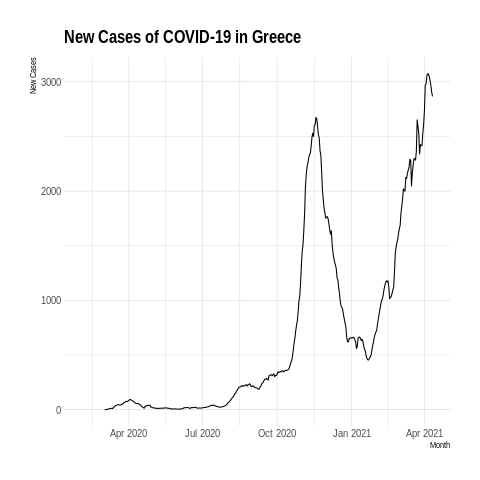 New Cases of COVID-19 in Greece
New Cases
3000
2000
1000
0
Apr 2020 Jul 2020 Oct 2020 Jan 2021 Apr 2021
Month